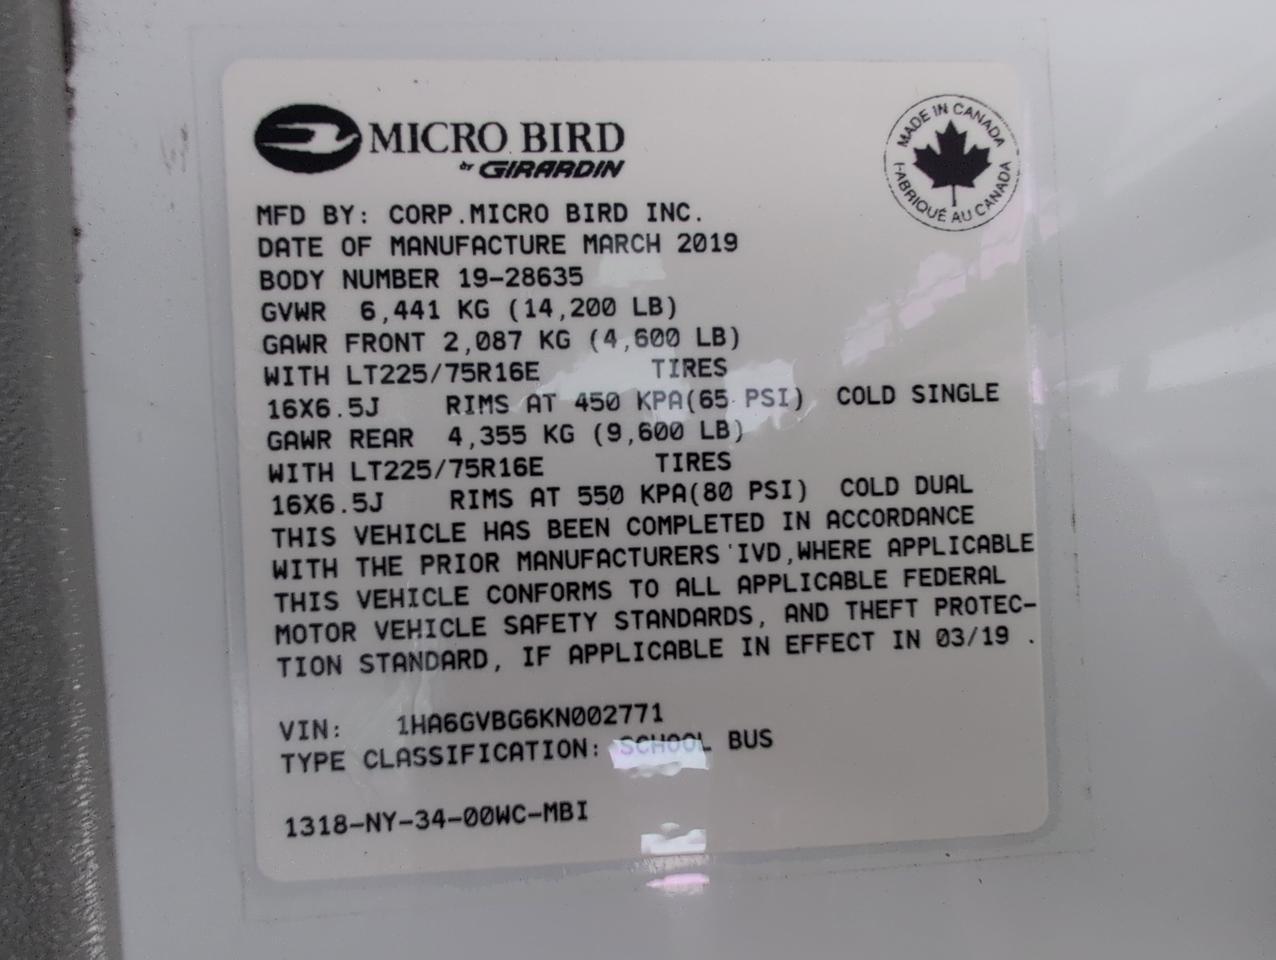 MICRO BIRD
by GIRARDIN
MADE IN CANADA
FABRIQUÉ AU CANADA
MFD BY: CORP.MICRO BIRD INC.
DATE OF MANUFACTURE MARCH 2019
BODY NUMBER 19-28635
GVWR 6,441 KG (14,200 LB)
GAWR FRONT 2,087 KG (4,600 LB)
WITH LT225/75R16E TIRES
16X6.5J RIMS AT 450 KPA(65 PSI) COLD SINGLE
GAWR REAR 4,355 KG (9,600 LB)
WITH LT225/75R16E TIRES
16X6.5J RIMS AT 550 KPA(80 PSI) COLD DUAL
THIS VEHICLE HAS BEEN COMPLETED IN ACCORDANCE
WITH THE PRIOR MANUFACTURERS'IVD,WHERE APPLICABLE
THIS VEHICLE CONFORMS TO ALL APPLICABLE FEDERAL
MOTOR VEHICLE SAFETY STANDARDS, AND THEFT PROTEC-
TION STANDARD, IF APPLICABLE IN EFFECT IN 03/19 .
VIN: 1HA6GVBG6KN002771
TYPE CLASSIFICATION: SCHOOL BUS
1318-NY-34-00WC-MBI